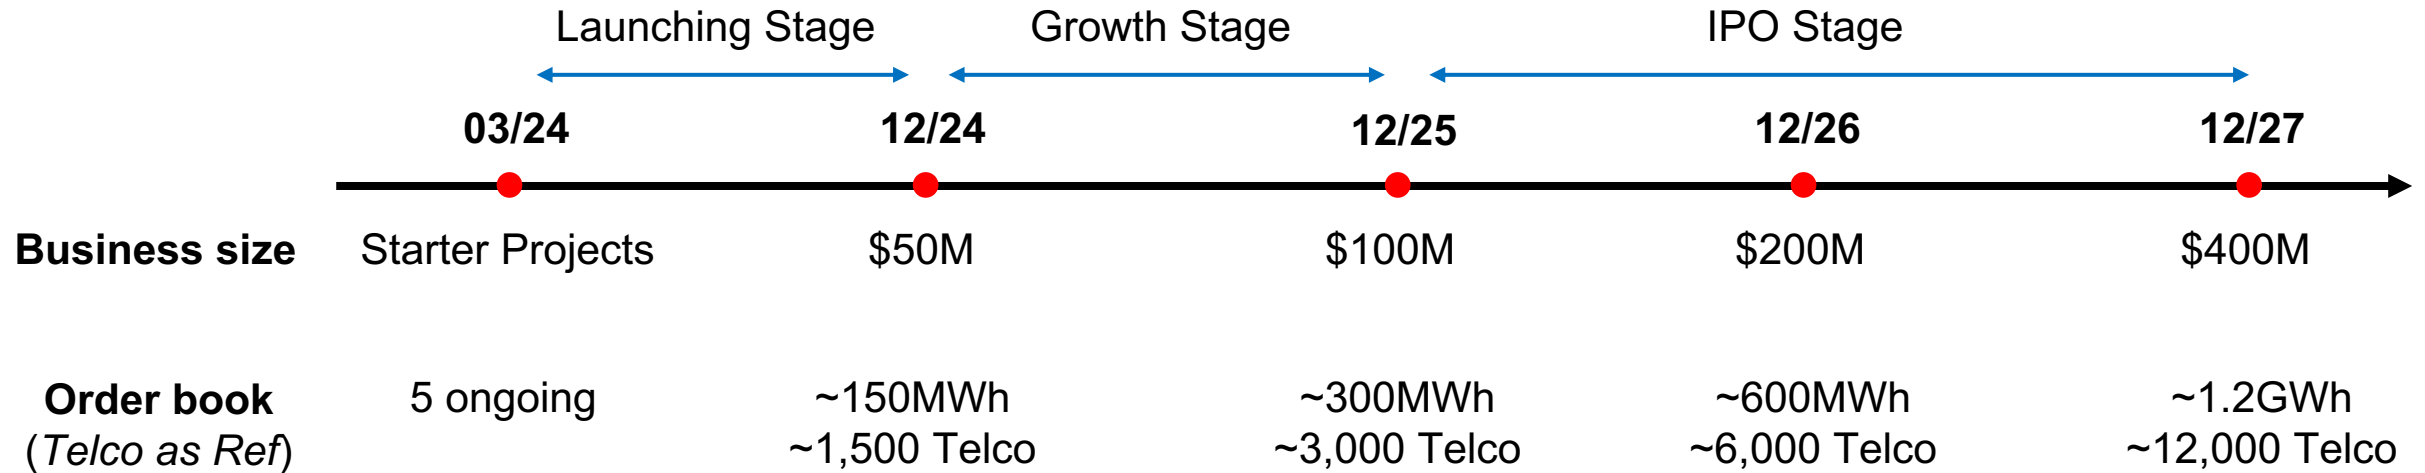 Launching Stage Growth Stage IPO Stage
03/24 12/24 12/25 12/26 12/27
Business size Starter Projects $50M $100M $200M $400M
Order book 5 ongoing ~150MWh ~300MWh ~600MWh ~1.2GWh
(Telco as Ref) ~1,500 Telco ~3,000 Telco ~6,000 Telco ~12,000 Telco